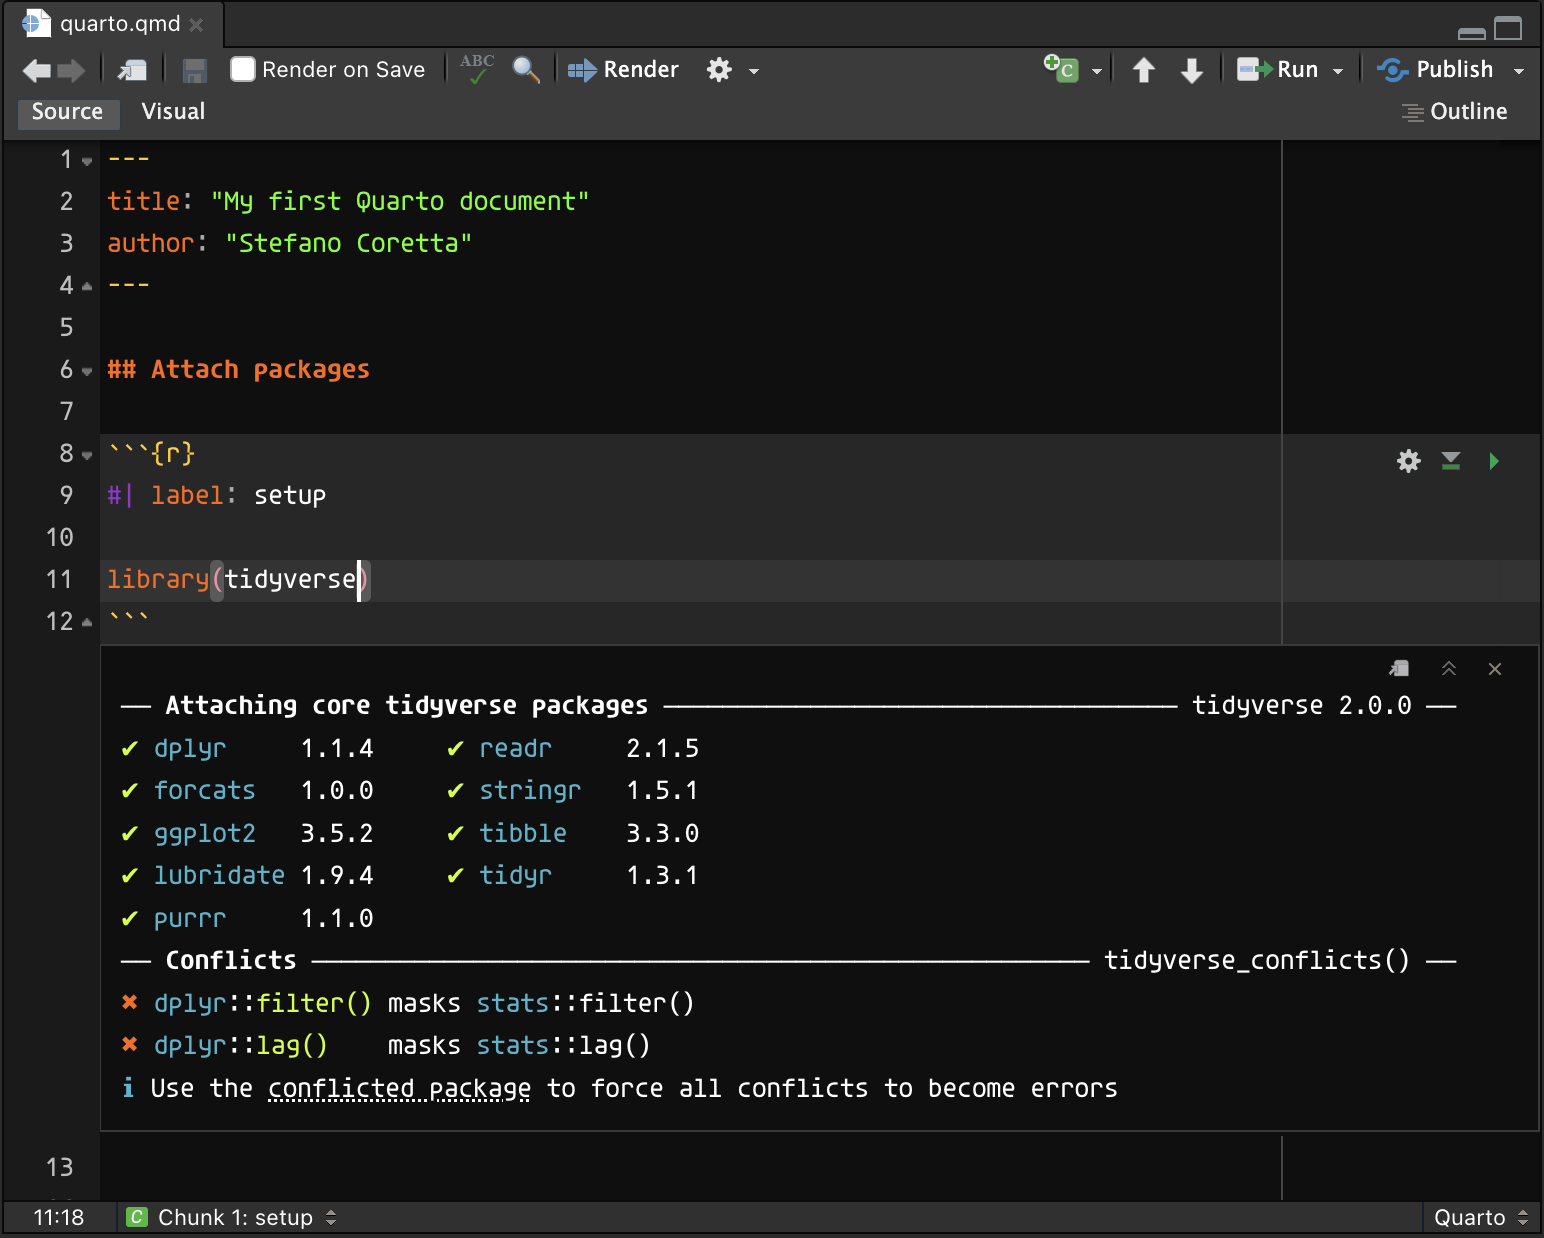 quarto.qmd
Render on Save ABC Render C Run Publish
Source Visual Outline
1 ---
2 title: "My first Quarto document"
3 author: "Stefano Coretta"
4 ---
5
6 ## Attach packages
7
8 ```{r}
9 #| label: setup
10
11 library(tidyverse)
12 ```
── Attaching core tidyverse packages ─────────────────────────────────── tidyverse 2.0.0 ──
✔ dplyr     1.1.4     ✔ readr     2.1.5
✔ forcats   1.0.0     ✔ stringr   1.5.1
✔ ggplot2   3.5.2     ✔ tibble    3.3.0
✔ lubridate 1.9.4     ✔ tidyr     1.3.1
✔ purrr     1.1.0
── Conflicts ───────────────────────────────────────────────────── tidyverse_conflicts() ──
✖ dplyr::filter() masks stats::filter()
✖ dplyr::lag()    masks stats::lag()
ℹ Use the conflicted package to force all conflicts to become errors
13
11:18 C Chunk 1: setup Quarto